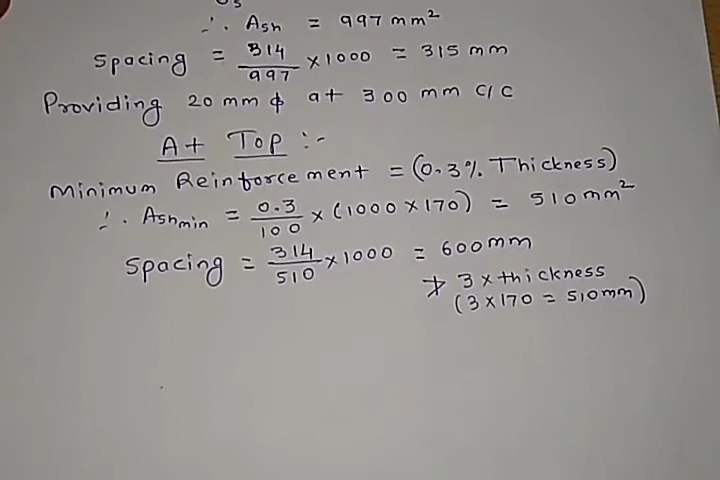 σs
∴ Ash = 997 mm²
Spacing = 314/997 × 1000 = 315 mm
Providing 20 mm ϕ at 300 mm c/c
At Top :-
Minimum Reinforcement = (0.3% Thickness)
∴ Ashmin = 0.3/100 × (1000 × 170) = 510 mm²
Spacing = 314/510 × 1000 = 600 mm
≯ 3 × thickness
(3 × 170 = 510 mm)